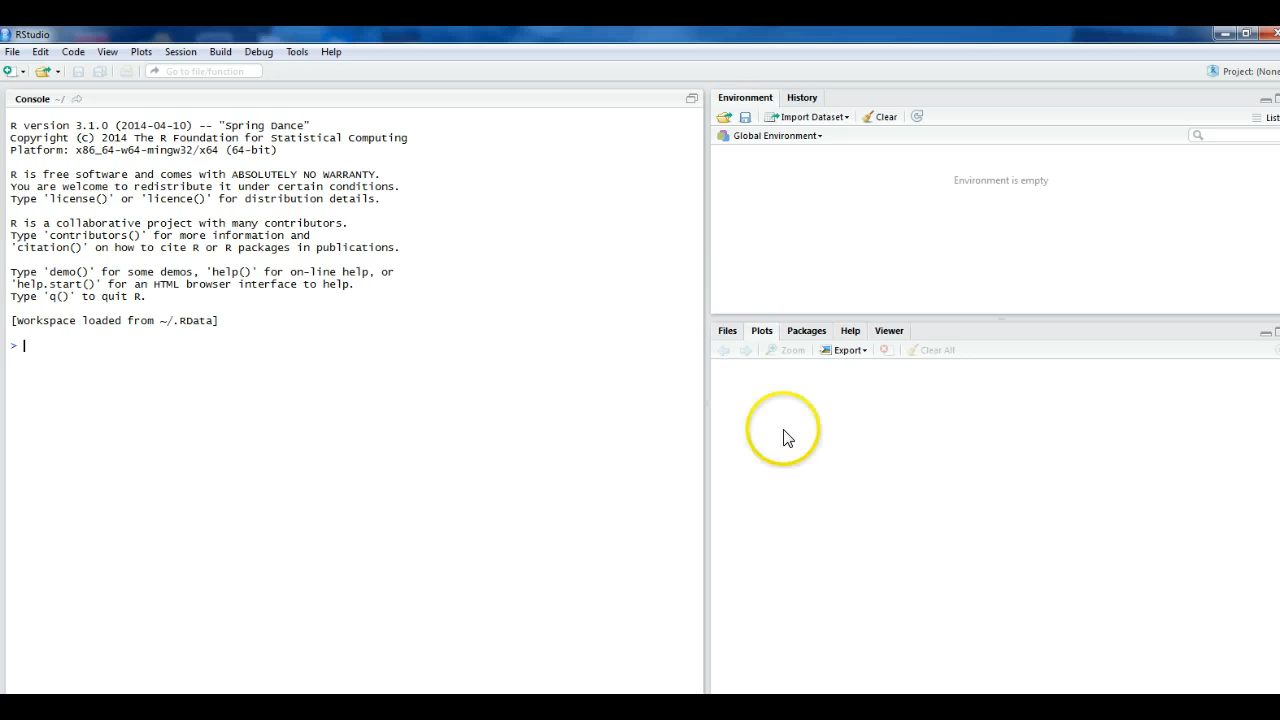 RStudio
File Edit Code View Plots Session Build Debug Tools Help
Go to file/function
Project: (None
Console ~/
R version 3.1.0 (2014-04-10) -- "Spring Dance"
Copyright (C) 2014 The R Foundation for Statistical Computing
Platform: x86_64-w64-mingw32/x64 (64-bit)
R is free software and comes with ABSOLUTELY NO WARRANTY.
You are welcome to redistribute it under certain conditions.
Type 'license()' or 'licence()' for distribution details.
R is a collaborative project with many contributors.
Type 'contributors()' for more information and
'citation()' on how to cite R or R packages in publications.
Type 'demo()' for some demos, 'help()' for on-line help, or
'help.start()' for an HTML browser interface to help.
Type 'q()' to quit R.
[Workspace loaded from ~/.RData]
>
Environment History
Import Dataset Clear
List
Global Environment
Environment is empty
Files Plots Packages Help Viewer
Zoom Export Clear All